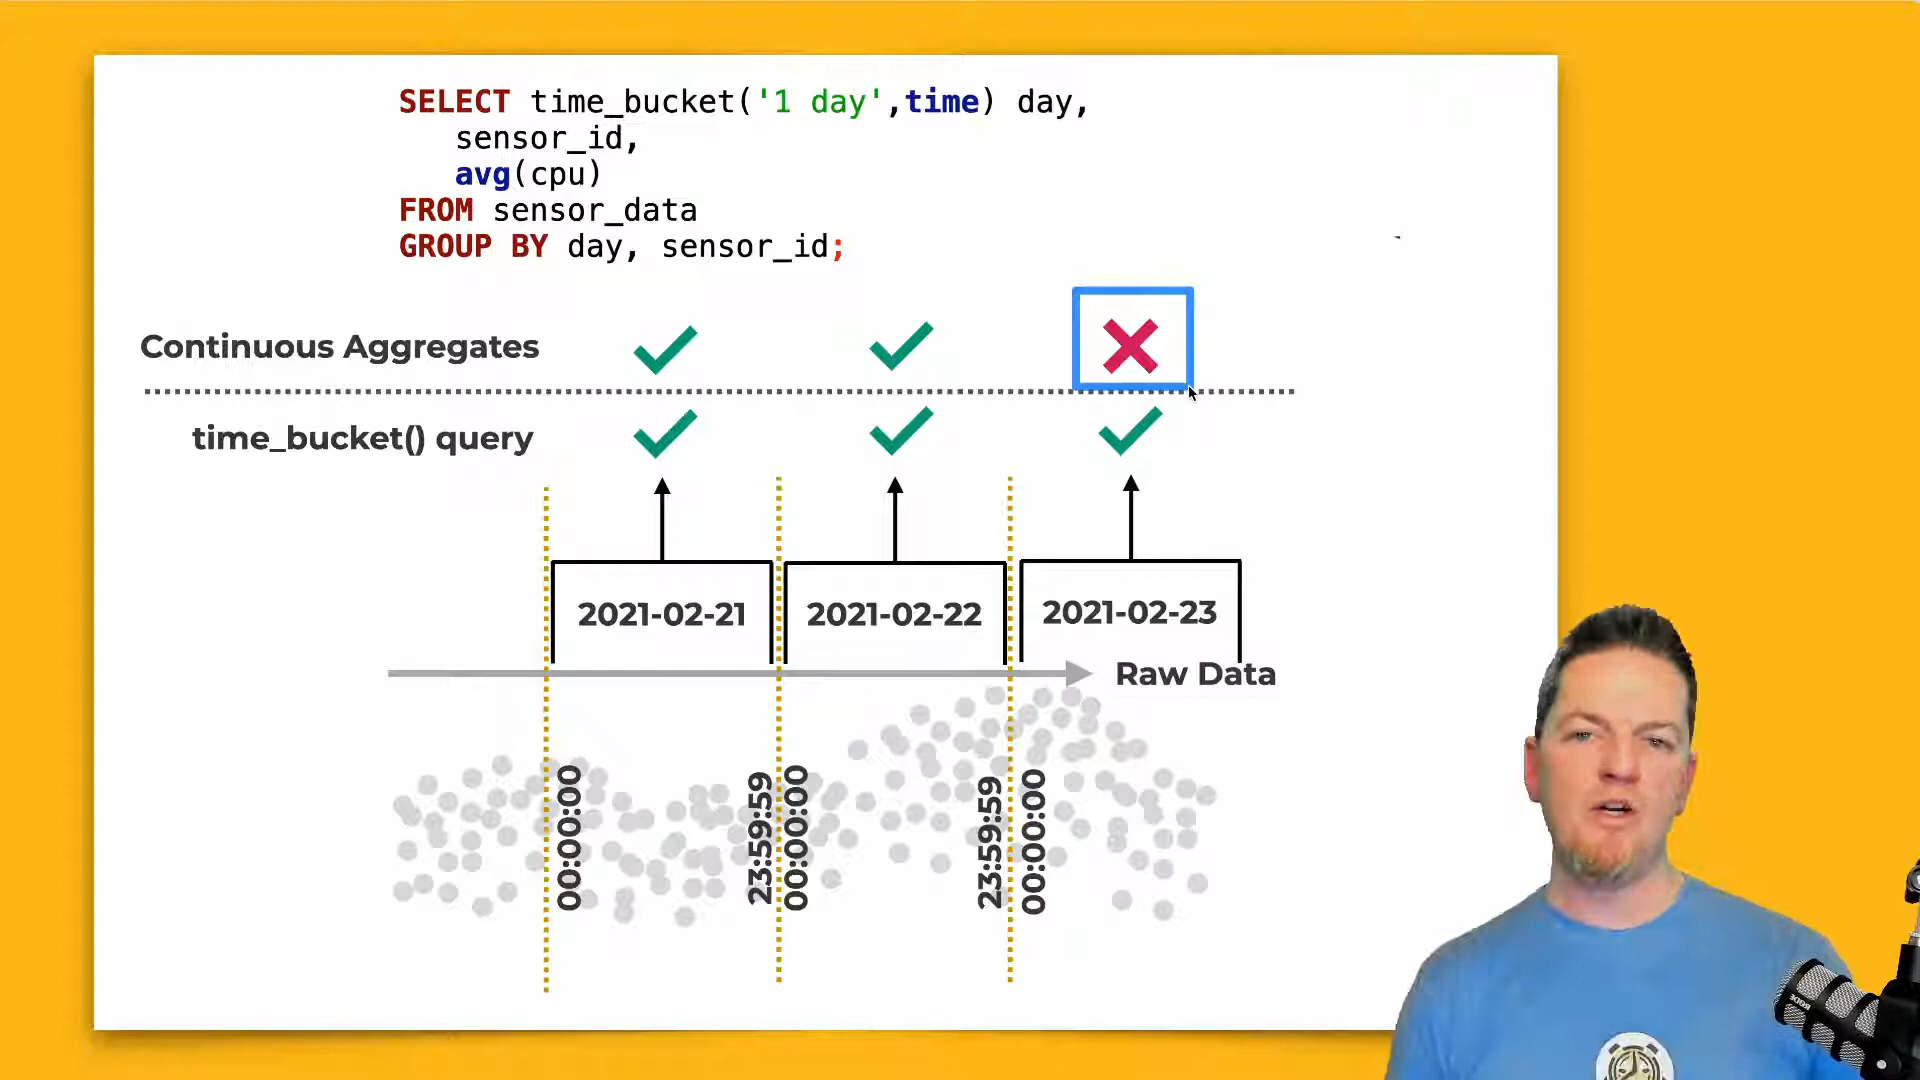 SELECT time_bucket('1 day',time) day,
sensor_id,
avg(cpu)
FROM sensor_data
GROUP BY day, sensor_id;
Continuous Aggregates
time_bucket() query
2021-02-21
2021-02-22
2021-02-23
Raw Data
00:00:00
23:59:59
00:00:00
23:59:59
00:00:00
RODE